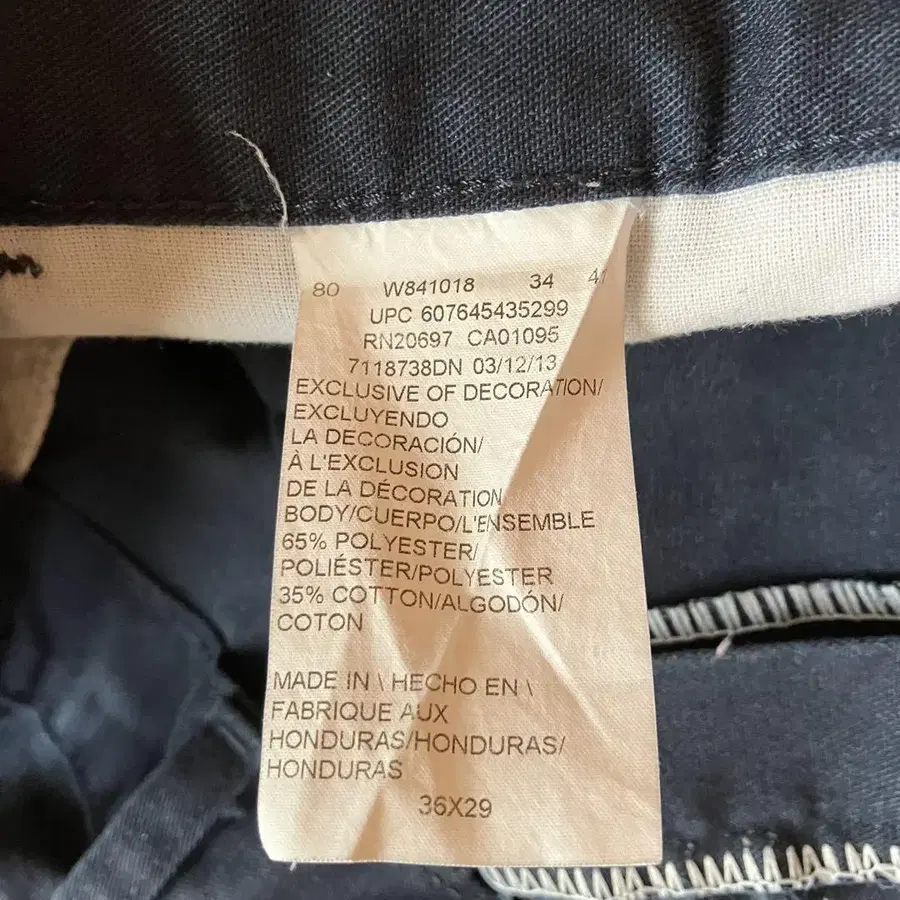 80 W841018 34 41
UPC 607645435299
RN20697 CA01095
7118738DN 03/12/13
EXCLUSIVE OF DECORATION/
EXCLUYENDO
LA DECORACIÓN/
À L'EXCLUSION
DE LA DÉCORATION
BODY/CUERPO/L'ENSEMBLE
65% POLYESTER/
POLIÉSTER/POLYESTER
35% COTTON/ALGODÓN/
COTON
MADE IN \ HECHO EN \
FABRIQUE AUX
HONDURAS/HONDURAS/
HONDURAS
36X29